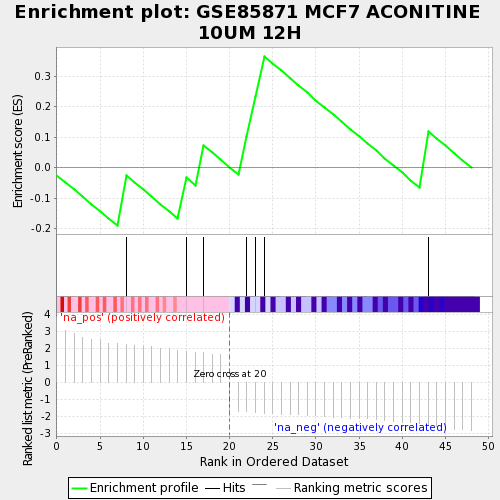 Enrichment plot: GSE85871 MCF7 ACONITINE
10UM 12H
Enrichment score (ES)
0.3
0.2
0.1
0.0
-0.1
-0.2
'na_pos' (positively correlated)
Ranked list metric (PreRanked)
4
3
2
1
0
-1
-2
-3
Zero cross at 20
'na_neg' (negatively correlated)
0 5 10 15 20 25 30 35 40 45 50
Rank in Ordered Dataset
Enrichment profile Hits Ranking metric scores